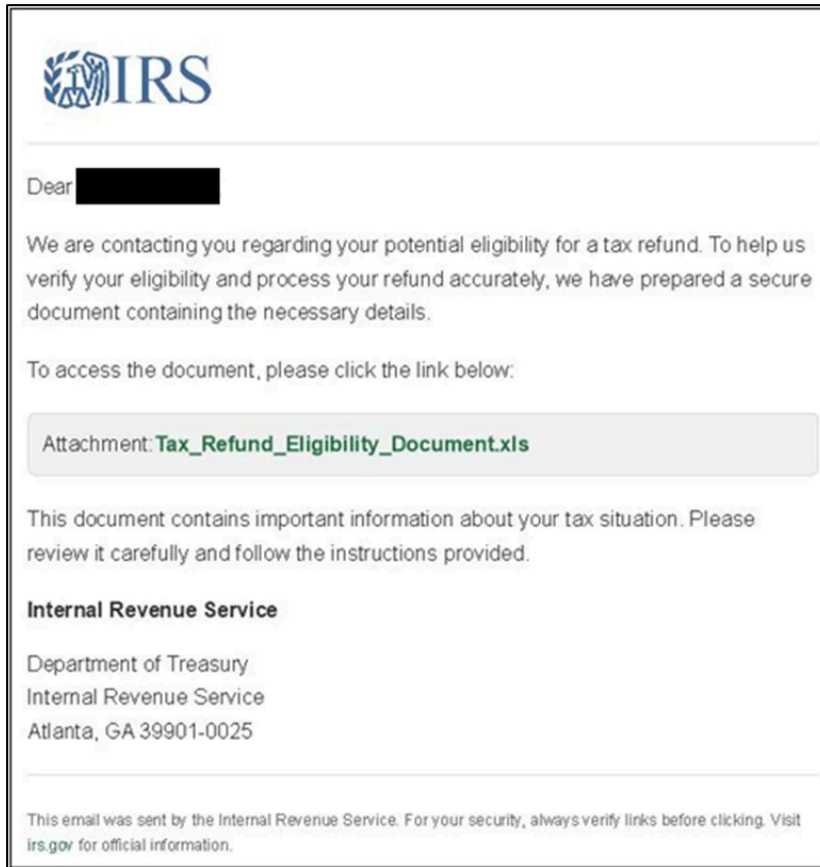 IRS
Dear
We are contacting you regarding your potential eligibility for a tax refund. To help us
verify your eligibility and process your refund accurately, we have prepared a secure
document containing the necessary details.
To access the document, please click the link below:
Attachment: Tax_Refund_Eligibility_Document.xls
This document contains important information about your tax situation. Please
review it carefully and follow the instructions provided.
Internal Revenue Service
Department of Treasury
Internal Revenue Service
Atlanta, GA 39901-0025
This email was sent by the Internal Revenue Service. For your security, always verify links before clicking. Visit
irs.gov for official information.